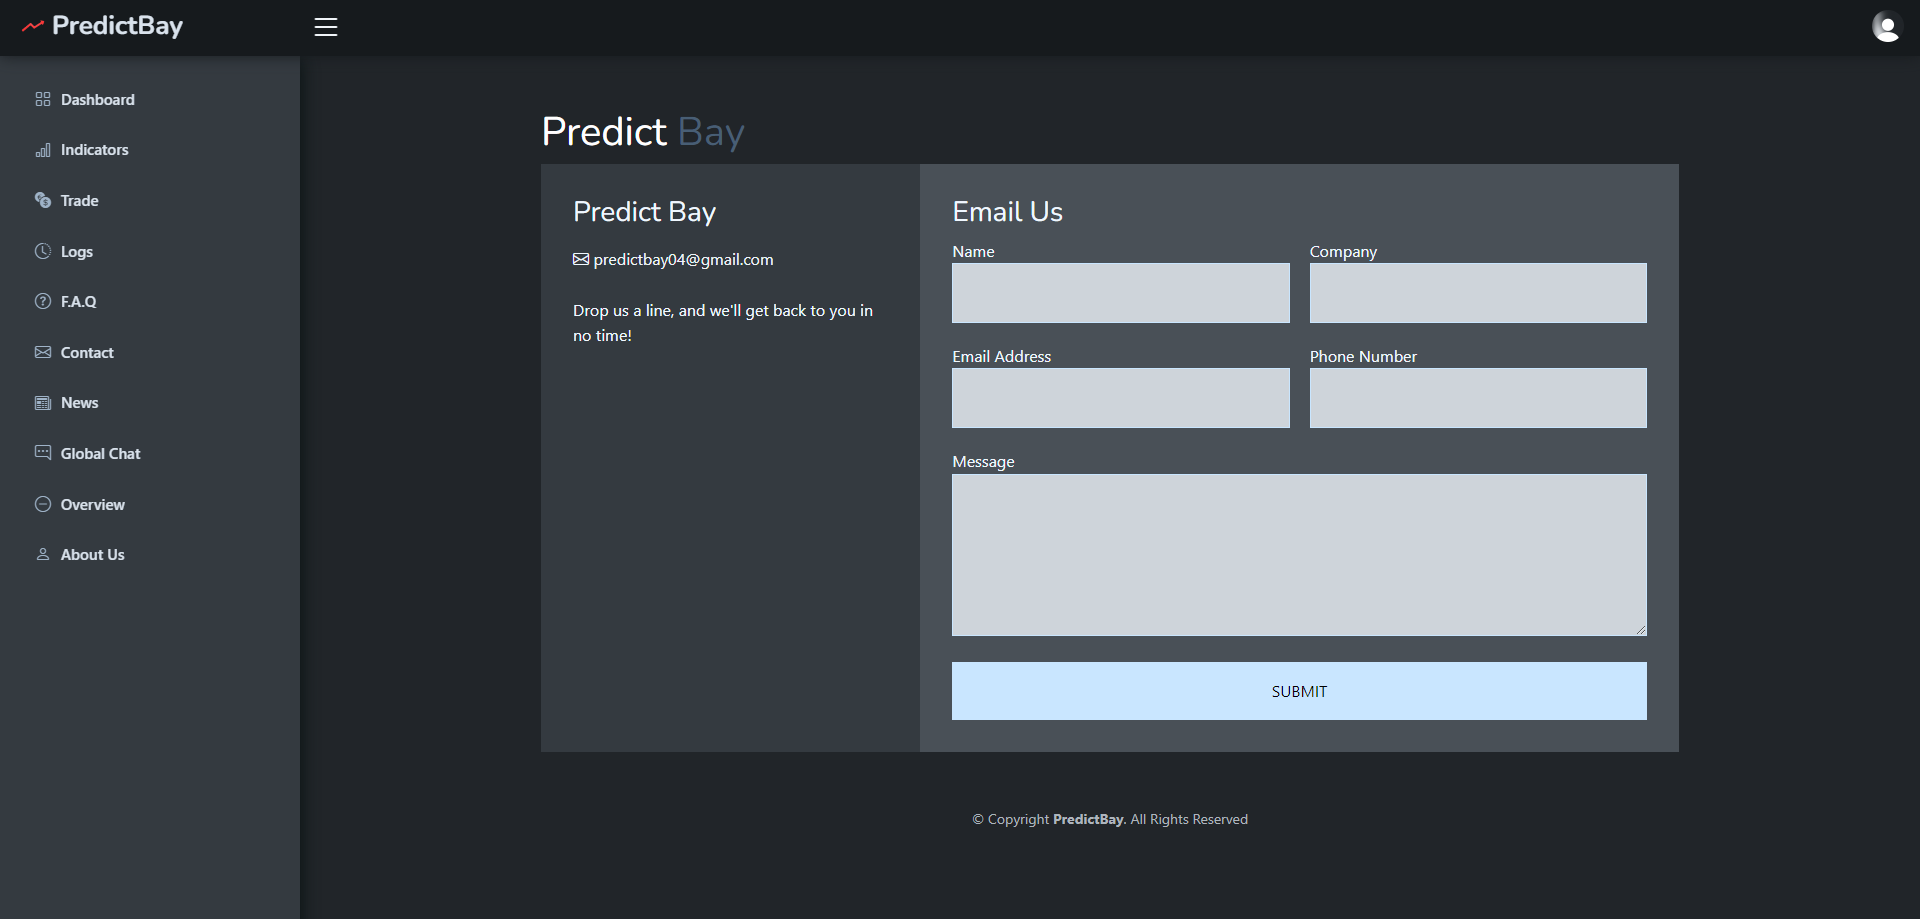 PredictBay
Dashboard
Indicators
Trade
Logs
F.A.Q
Contact
News
Global Chat
Overview
About Us
Predict Bay
Predict Bay
predictbay04@gmail.com
Drop us a line, and we'll get back to you in
no time!
Email Us
Name
Company
Email Address
Phone Number
Message
SUBMIT
© Copyright PredictBay. All Rights Reserved